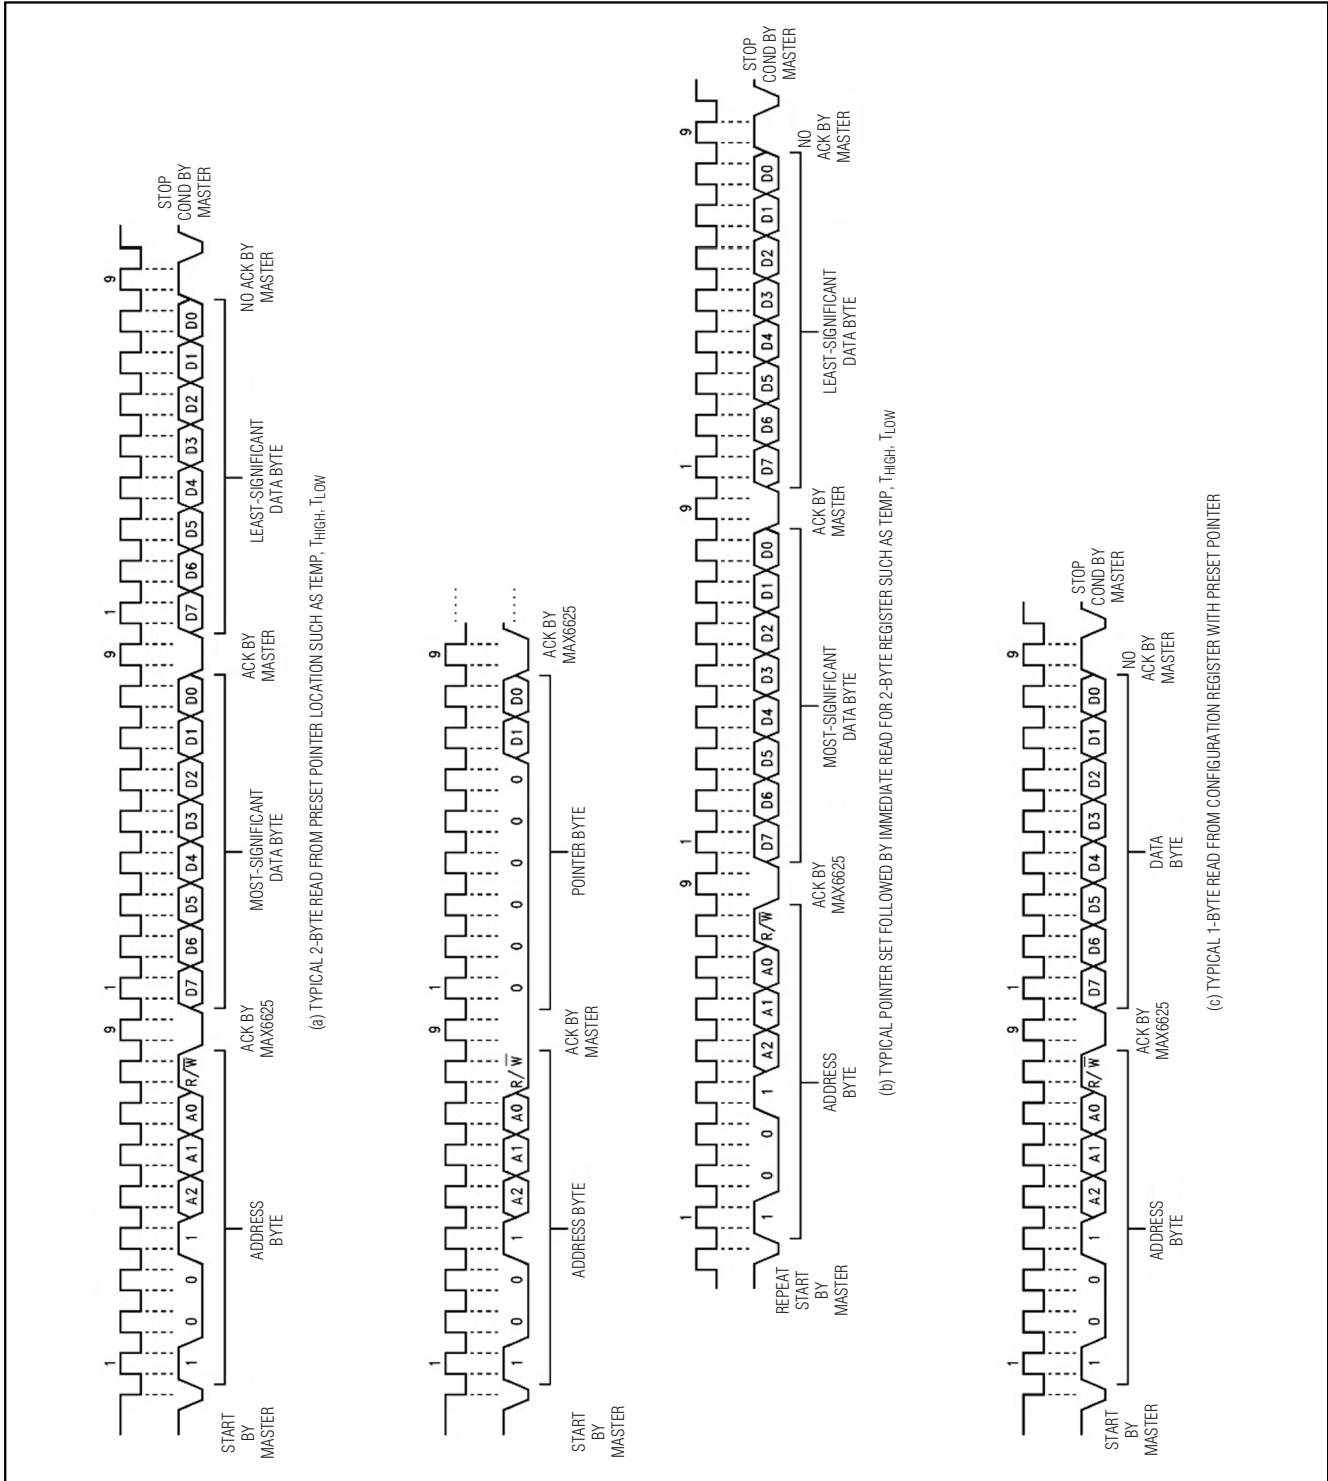 1 9 1 9 1 9
1 0 0 1 A2 A1 A0 R/W̅ D7 D6 D5 D4 D3 D2 D1 D0 D7 D6 D5 D4 D3 D2 D1 D0
START
BY
MASTER
ADDRESS
BYTE
ACK BY
MAX6625
MOST-SIGNIFICANT
DATA BYTE
ACK BY
MASTER
LEAST-SIGNIFICANT
DATA BYTE
NO ACK BY
MASTER
STOP
COND BY
MASTER
(a) TYPICAL 2-BYTE READ FROM PRESET POINTER LOCATION SUCH AS TEMP, THIGH, TLOW
1 9 1 9
1 0 0 1 A2 A1 A0 R/W̅ 0 0 0 0 0 0 D1 D0
START
BY
MASTER
ADDRESS BYTE
ACK BY
MASTER
POINTER BYTE
ACK BY
MAX6625
1 9 1 9 1 9
1 0 0 1 A2 A1 A0 R/W̅ D7 D6 D5 D4 D3 D2 D1 D0 D7 D6 D5 D4 D3 D2 D1 D0
REPEAT
START
BY
MASTER
ADDRESS
BYTE
ACK BY
MAX6625
MOST-SIGNIFICANT
DATA BYTE
ACK BY
MASTER
LEAST-SIGNIFICANT
DATA BYTE
NO
ACK BY
MASTER
STOP
COND BY
MASTER
(b) TYPICAL POINTER SET FOLLOWED BY IMMEDIATE READ FOR 2-BYTE REGISTER SUCH AS TEMP, THIGH, TLOW
1 9 1 9
1 0 0 1 A2 A1 A0 R/W̅ D7 D6 D5 D4 D3 D2 D1 D0
START
BY
MASTER
ADDRESS
BYTE
ACK BY
MAX6625
DATA
BYTE
NO
ACK BY
MASTER
STOP
COND BY
MASTER
(c) TYPICAL 1-BYTE READ FROM CONFIGURATION REGISTER WITH PRESET POINTER